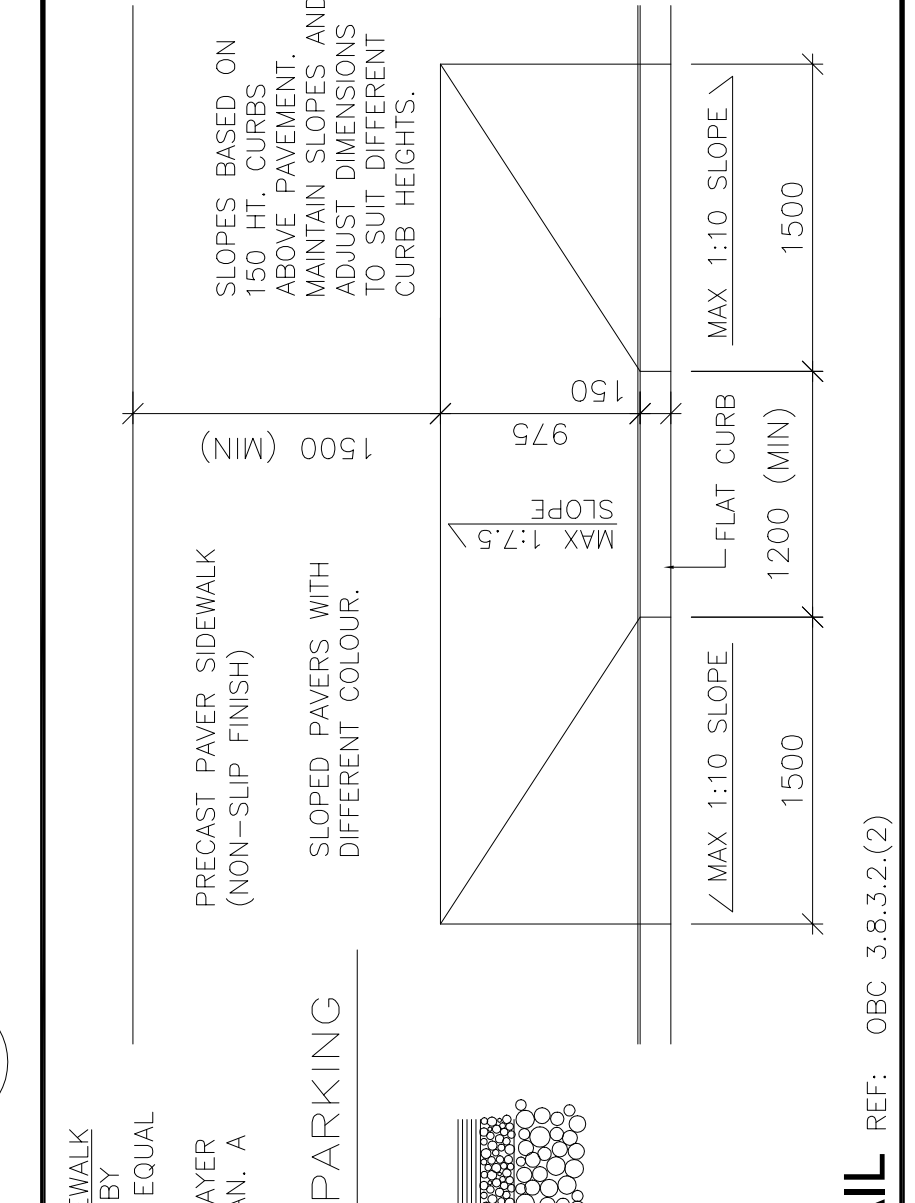 SLOPES BASED ON
150 HT. CURBS
ABOVE PAVEMENT.
MAINTAIN SLOPES AND
ADJUST DIMENSIONS
TO SUIT DIFFERENT
CURB HEIGHTS.
1500 (MIN)
975
150
MAX 1:7.5
SLOPE
PRECAST PAVER SIDEWALK
(NON-SLIP FINISH)
SLOPED PAVERS WITH
DIFFERENT COLOUR.
MAX 1:10 SLOPE
FLAT CURB
MAX 1:10 SLOPE
1500
1200 (MIN)
1500
EWALK
BY
EQUAL
AYER
AN. A
PARKING
AIL REF: OBC 3.8.3.2.(2)